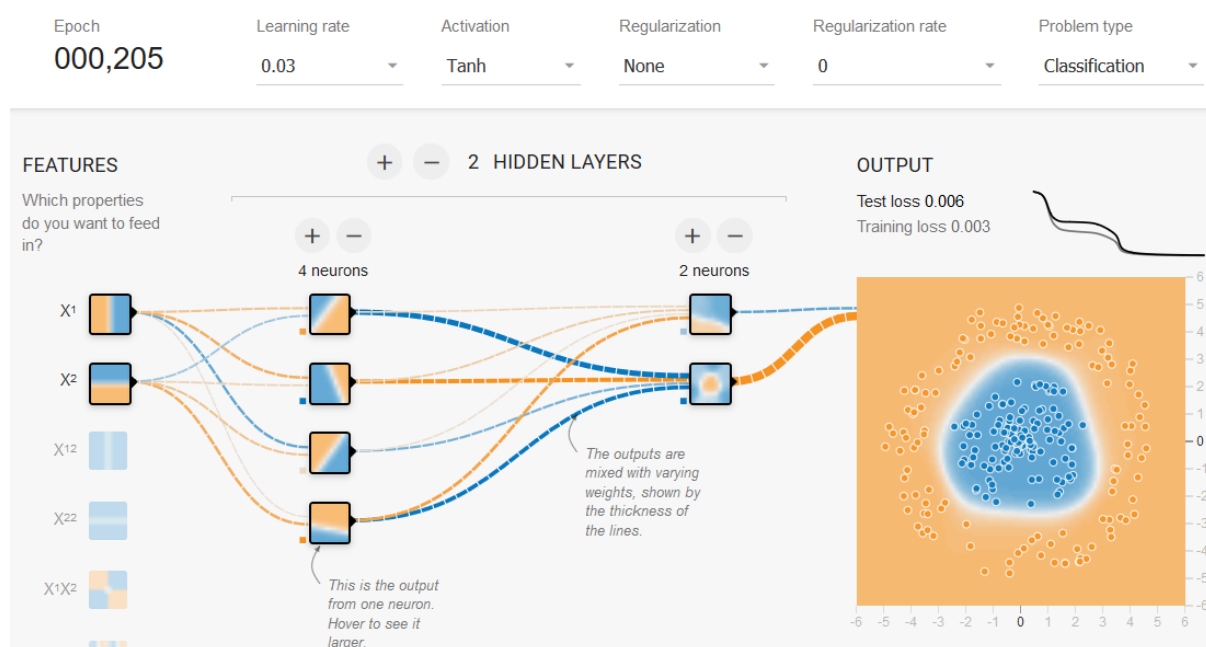 Epoch
000,205
Learning rate
0.03
Activation
Tanh
Regularization
None
Regularization rate
0
Problem type
Classification
FEATURES
Which properties
do you want to feed
in?
+ − 2 HIDDEN LAYERS
+ −
4 neurons
+ −
2 neurons
X1
X2
X12
X22
X1X2
The outputs are
mixed with varying
weights, shown by
the thickness of
the lines.
This is the output
from one neuron.
Hover to see it
larger.
OUTPUT
Test loss 0.006
Training loss 0.003
6
5
4
3
2
1
0
-1
-2
-3
-4
-5
-6
-6 -5 -4 -3 -2 -1 0 1 2 3 4 5 6